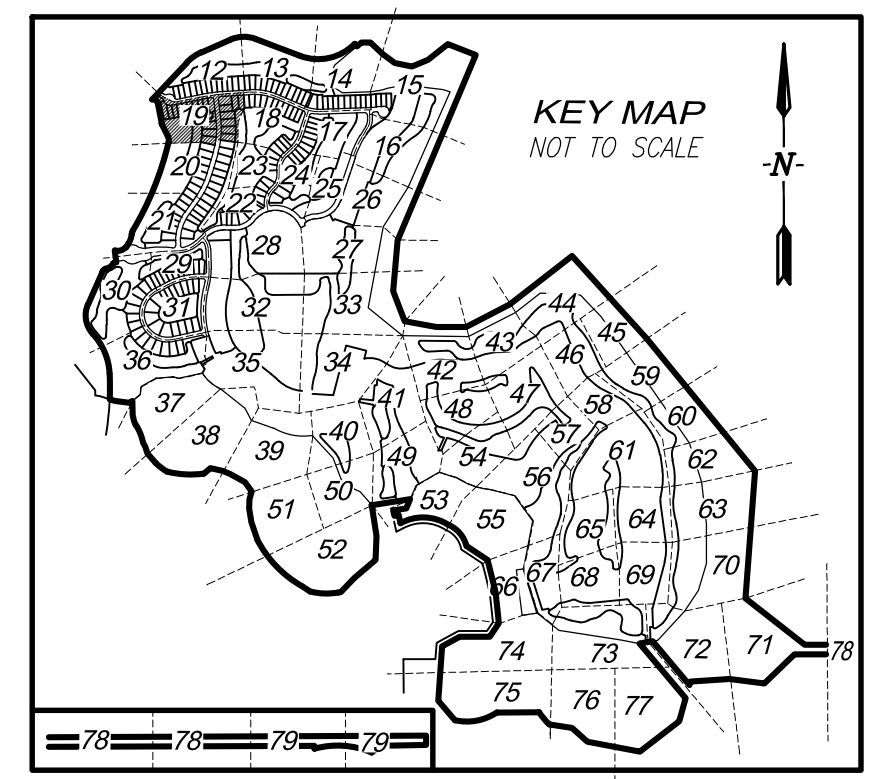 KEY MAP
NOT TO SCALE
-N-
12 13 14 15
19 18 17 16
20 23 24 25 26
21 22
28 27
29
30 31 32 33
36 35 34
37 38 39 40 41 42 43 44 45
46 59
48 47 58 60
49 54 57 61 62
50 53 56
51 55 65 64 63
52
66 67 68 69 70
74 73 72 71 78
75 76 77
78 78 79 79